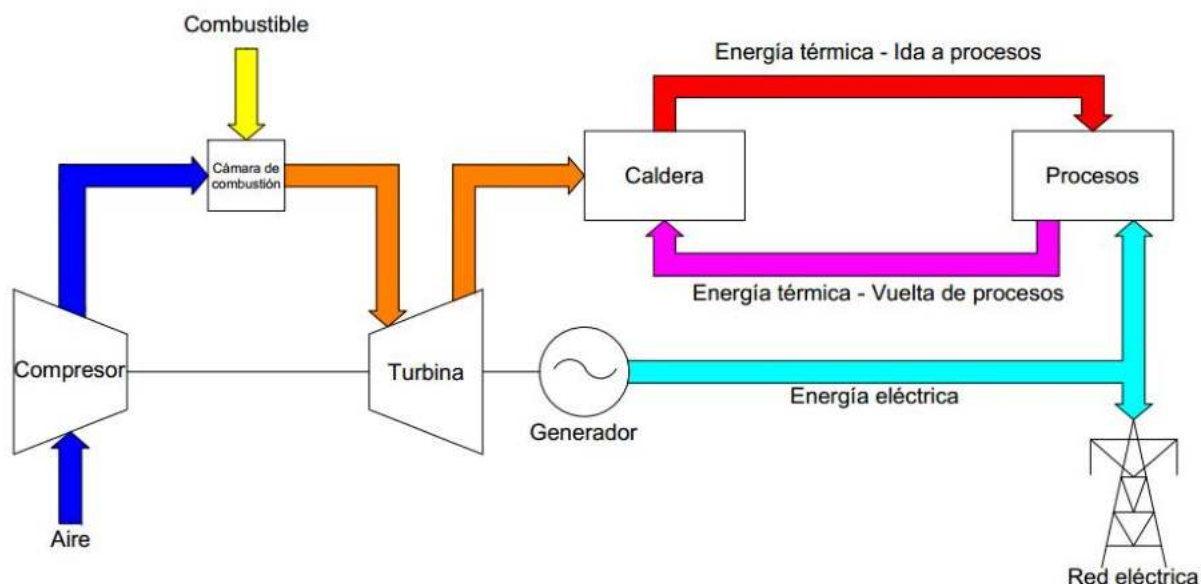 Combustible
Energía térmica - Ida a procesos
Cámara de
combustión
Caldera
Procesos
Energía térmica - Vuelta de procesos
Compresor
Turbina
Energía eléctrica
Generador
Aire
Red eléctrica